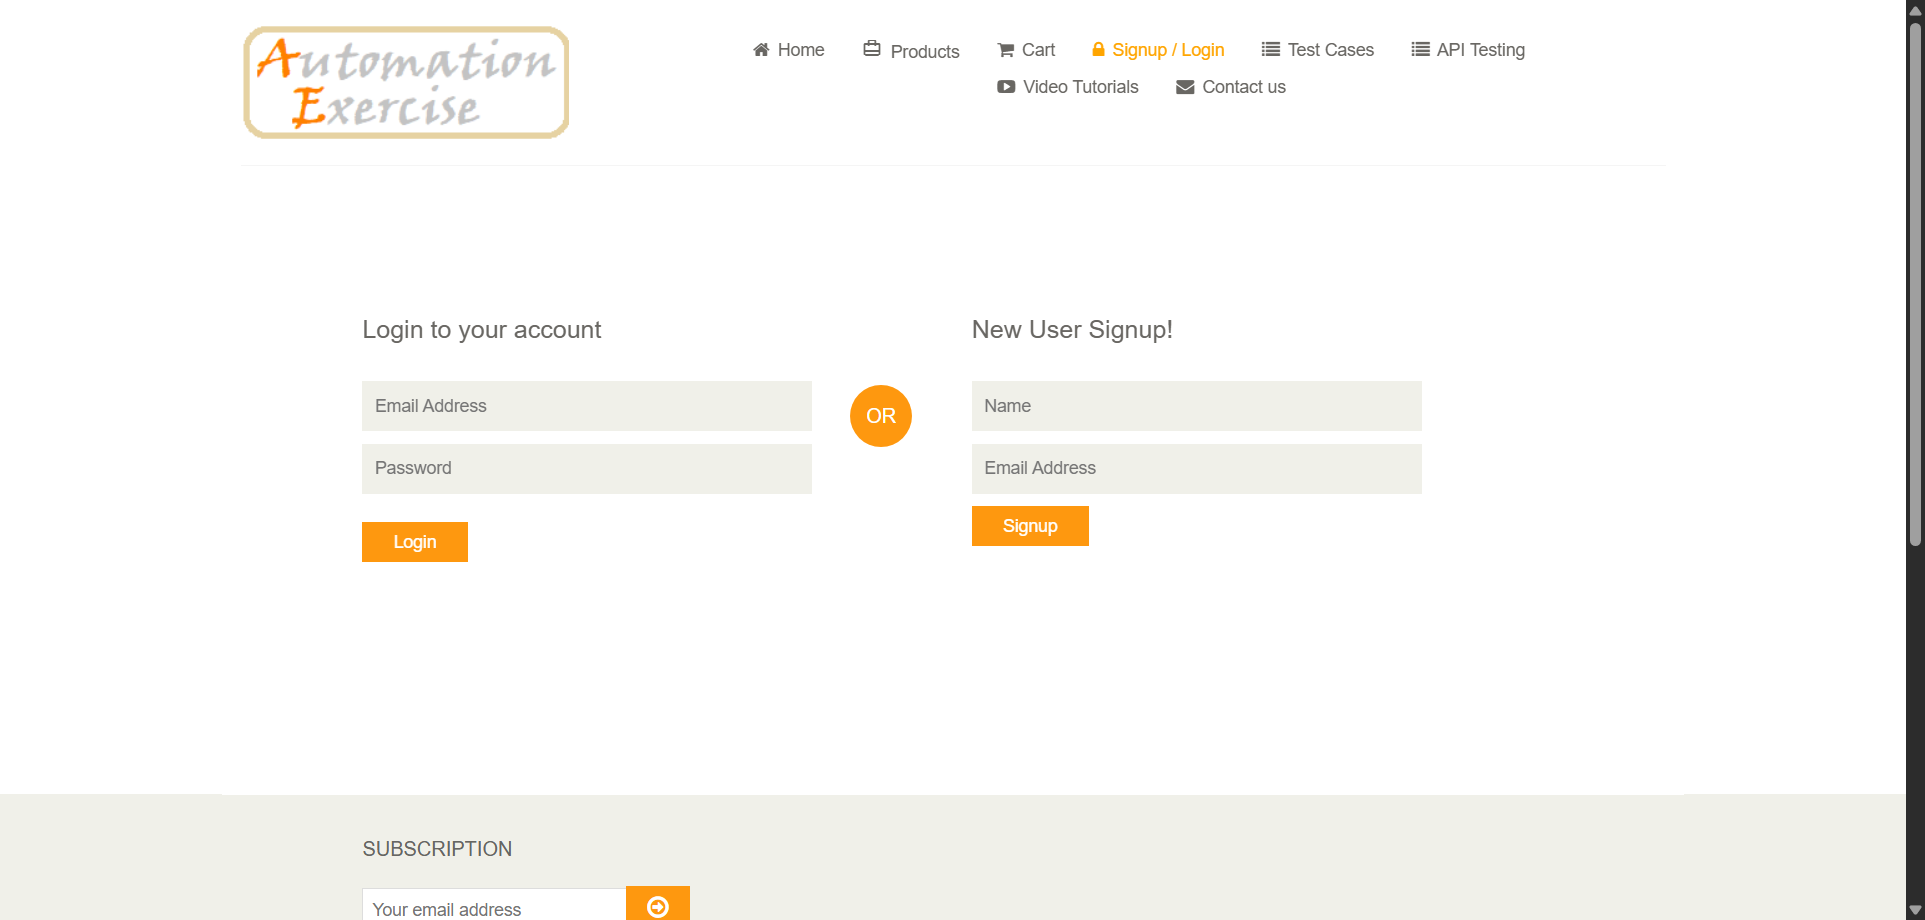 Automation
Exercise
Home
Products
Cart
Signup / Login
Test Cases
API Testing
Video Tutorials
Contact us
Login to your account
Email Address
Password
Login
OR
New User Signup!
Name
Email Address
Signup
SUBSCRIPTION
Your email address